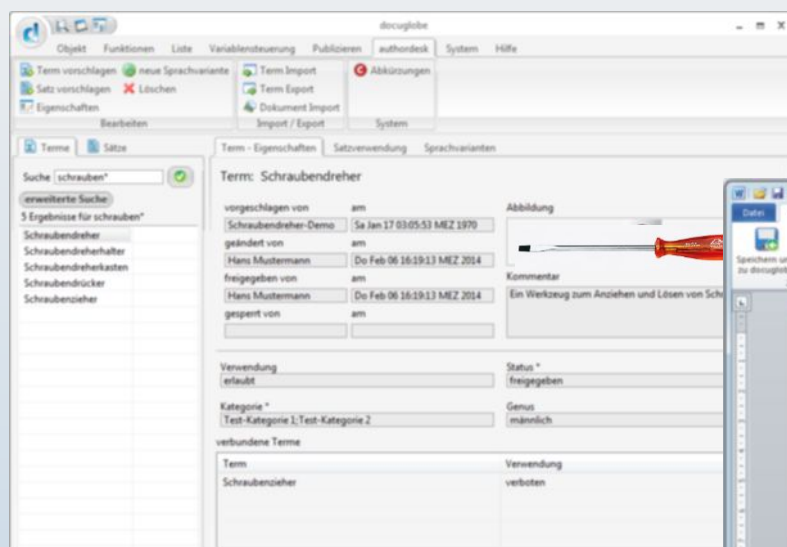 docuglobe
Objekt Funktionen Liste Variablensteuerung Publizieren authordesk System Hilfe
Term vorschlagen neue Sprachvariante Term Import Abkürzungen
Satz vorschlagen Löschen Term Export
Eigenschaften Dokument Import
Bearbeiten Import / Export System
Terme Sätze Term - Eigenschaften Satzverwendung Sprachvarianten
Suche schrauben*
erweiterte Suche
5 Ergebnisse für schrauben*
Schraubendreher
Schraubendreherhalter
Schraubendreherkasten
Schraubendrücker
Schraubenzieher
Term: Schraubendreher
vorgeschlagen von am
Schraubendreher-Demo Sa Jan 17 03:05:53 MEZ 1970
geändert von am
Hans Mustermann Do Feb 06 16:19:13 MEZ 2014
freigegeben von am
Hans Mustermann Do Feb 06 16:19:13 MEZ 2014
gesperrt von am
Abbildung
Kommentar
Ein Werkzeug zum Anziehen und Lösen von
Verwendung Status *
erlaubt freigegeben
Kategorie * Genus
Test-Kategorie 1;Test-Kategorie 2 männlich
verbundene Terme
Term Verwendung
Schraubenzieher verboten
Datei
Speichern
zu